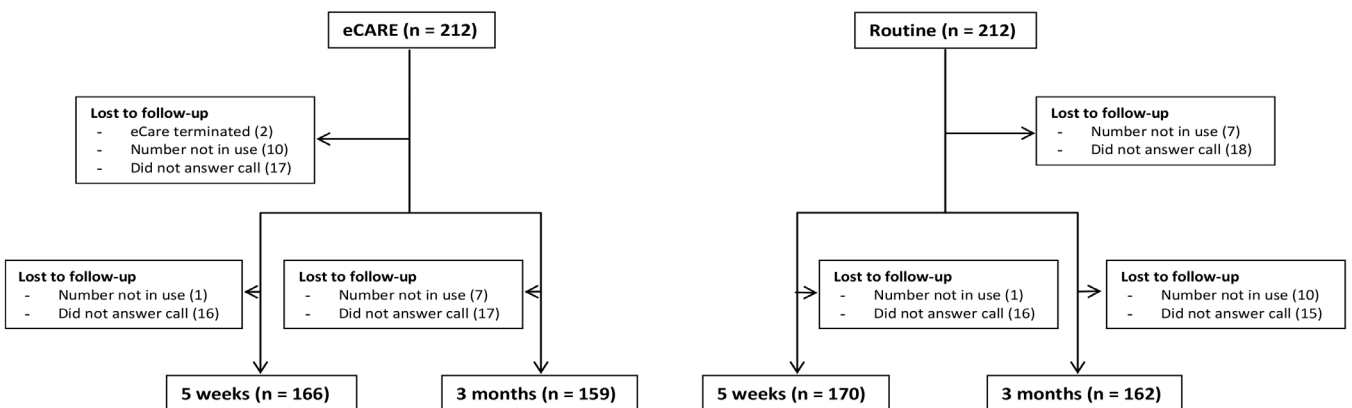 eCARE (n = 212)
Routine (n = 212)
Lost to follow-up
- eCare terminated (2)
- Number not in use (10)
- Did not answer call (17)
Lost to follow-up
- Number not in use (7)
- Did not answer call (18)
Lost to follow-up
- Number not in use (1)
- Did not answer call (16)
Lost to follow-up
- Number not in use (7)
- Did not answer call (17)
Lost to follow-up
- Number not in use (1)
- Did not answer call (16)
Lost to follow-up
- Number not in use (10)
- Did not answer call (15)
5 weeks (n = 166)
3 months (n = 159)
5 weeks (n = 170)
3 months (n = 162)